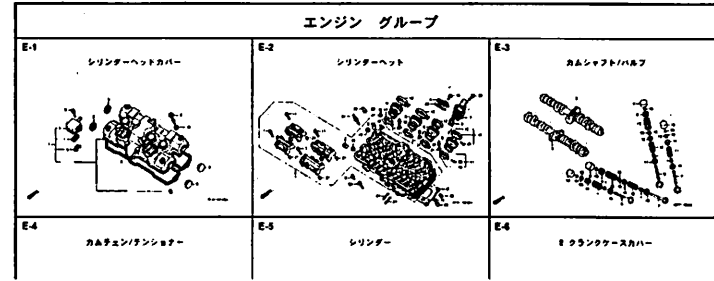 エンジン グループ
E-1
シリンダーヘッドカバー
E-2
シリンダーヘット
E-3
カムシャフト/バルブ
E-4
カムチェン/テンショナー
E-5
シリンダー
E-6
R クランクケースカバー